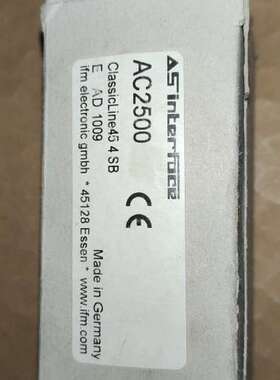 AS interface
AC2500
CE
ClassicLine45 4 SB
E AD 1009 Made in Germany
ifm electronic gmbh * 45128 Essen * www.ifm.com